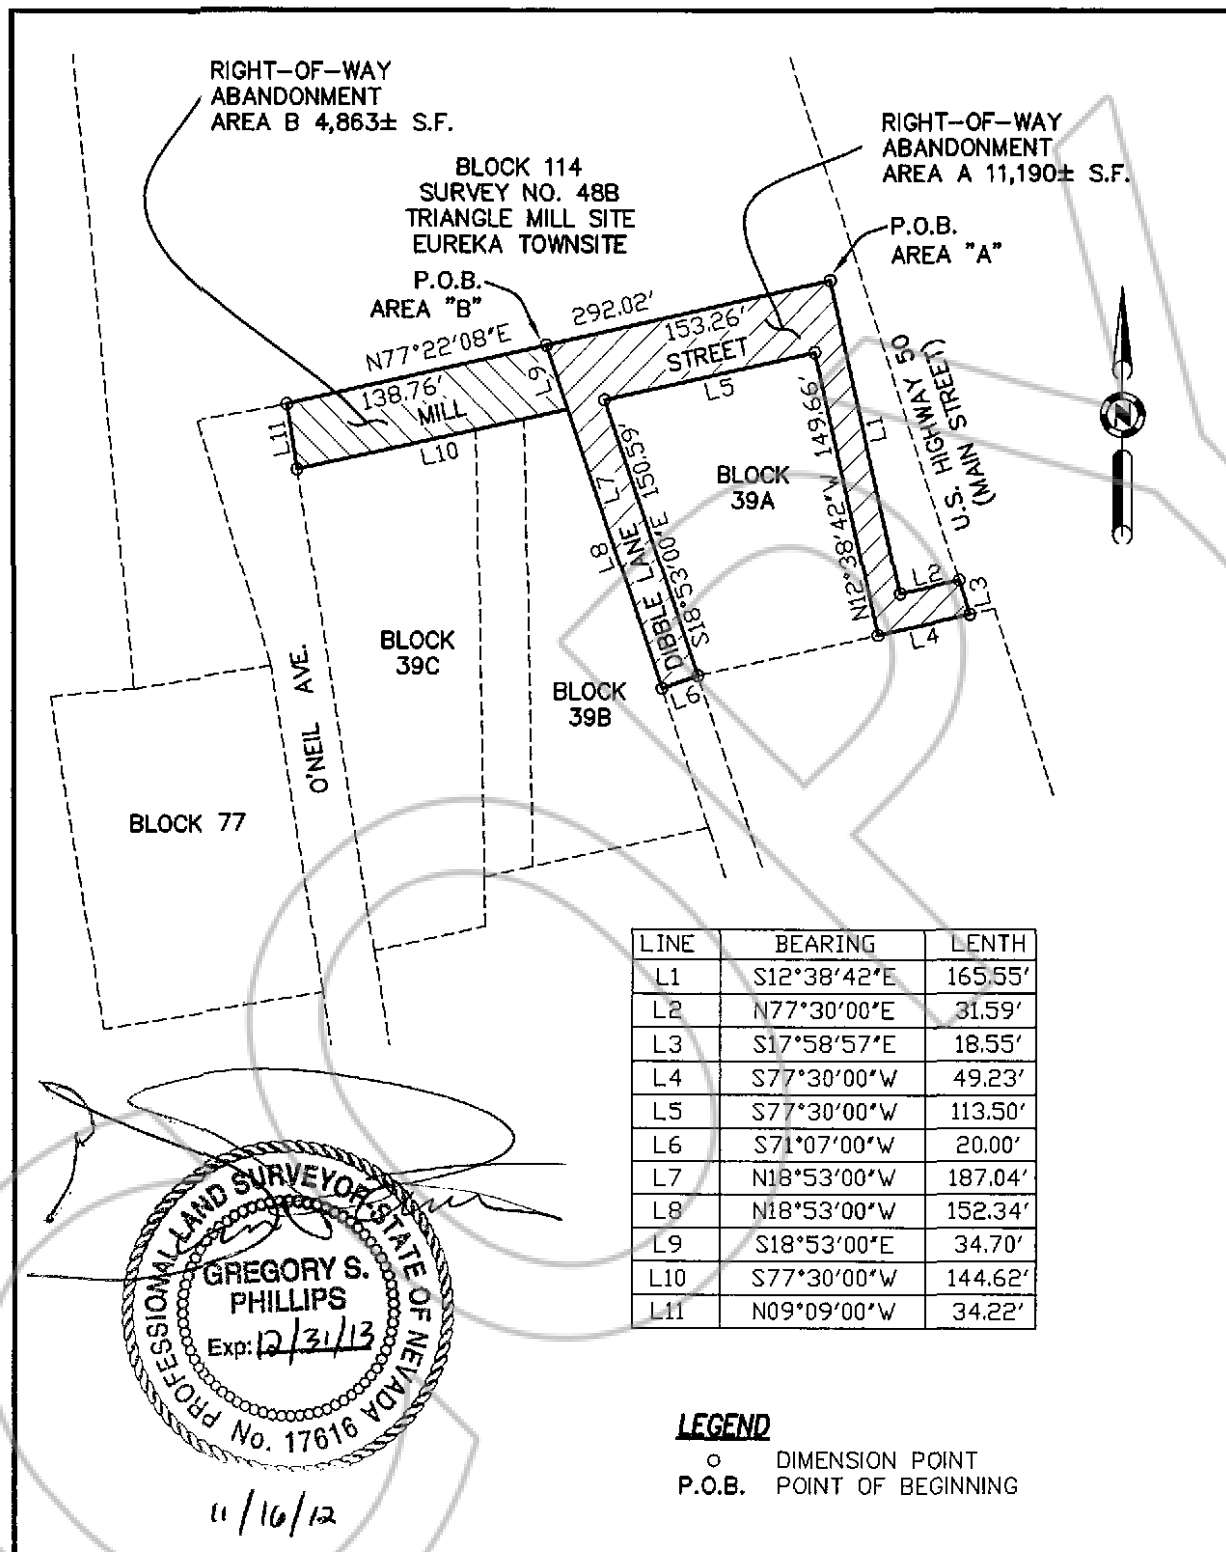 RIGHT-OF-WAY
ABANDONMENT
AREA B 4,863± S.F.
BLOCK 114
SURVEY NO. 48B
TRIANGLE MILL SITE
EUREKA TOWNSITE
RIGHT-OF-WAY
ABANDONMENT
AREA A 11,190± S.F.
P.O.B.
AREA "A"
P.O.B.
AREA "B"
292.02'
N77°22'08"E
153.26'
STREET
138.76'
MILL
L9
L5
L11
L10
L1
149.66'
N12°38'42"W
U.S. HIGHWAY 50
(MAIN STREET)
N
BLOCK
39A
L7
L8
DIBBLE LANE
S18°53'00"E 150.59'
L2
L3
L4
L6
BLOCK
39C
BLOCK
39B
O'NEIL AVE.
BLOCK 77
LINE BEARING LENTH
L1 S12°38'42"E 165.55'
L2 N77°30'00"E 31.59'
L3 S17°58'57"E 18.55'
L4 S77°30'00"W 49.23'
L5 S77°30'00"W 113.50'
L6 S71°07'00"W 20.00'
L7 N18°53'00"W 187.04'
L8 N18°53'00"W 152.34'
L9 S18°53'00"E 34.70'
L10 S77°30'00"W 144.62'
L11 N09°09'00"W 34.22'
PROFESSIONAL LAND SURVEYOR-STATE OF NEVADA
GREGORY S.
PHILLIPS
Exp: 12/31/13
No. 17616
11/16/12
LEGEND
DIMENSION POINT
P.O.B. POINT OF BEGINNING